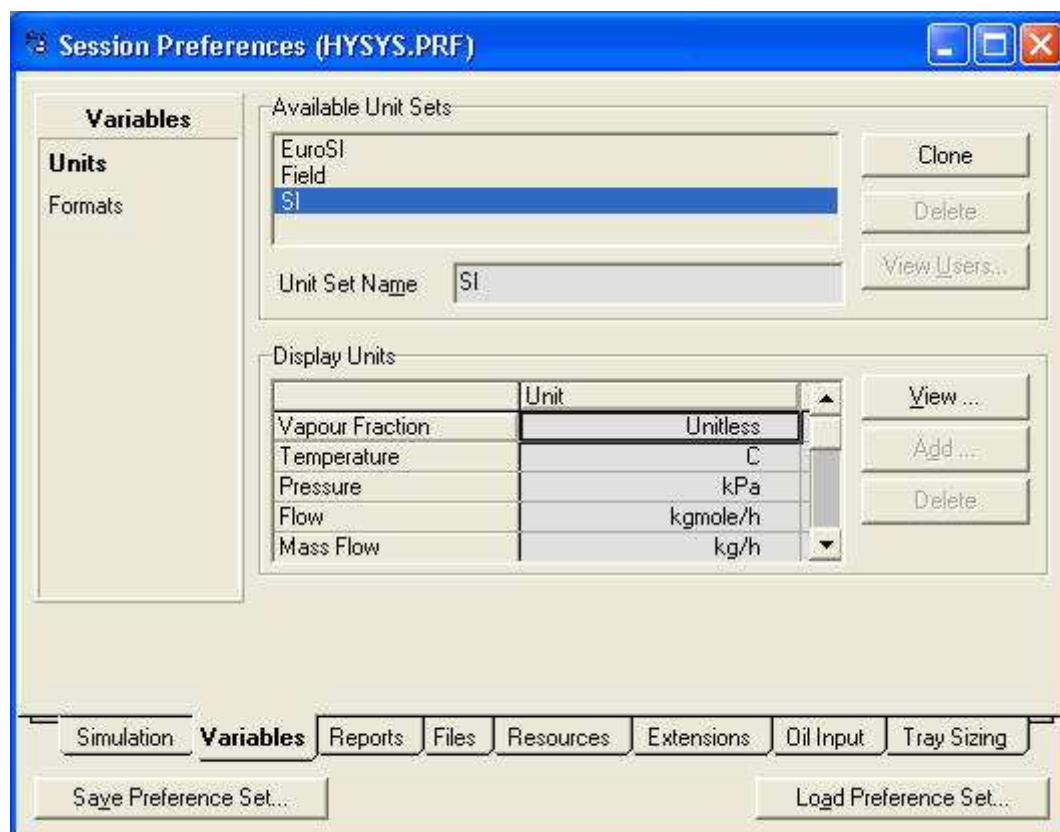 Session Preferences (HYSYS.PRF)
Variables
Units
Formats
Available Unit Sets
EuroSI
Field
SI
Clone
Delete
View Users...
Unit Set Name SI
Display Units
Unit
Vapour Fraction Unitless
Temperature C
Pressure kPa
Flow kgmole/h
Mass Flow kg/h
View ...
Add ...
Delete
Simulation Variables Reports Files Resources Extensions Oil Input Tray Sizing
Save Preference Set... Load Preference Set...